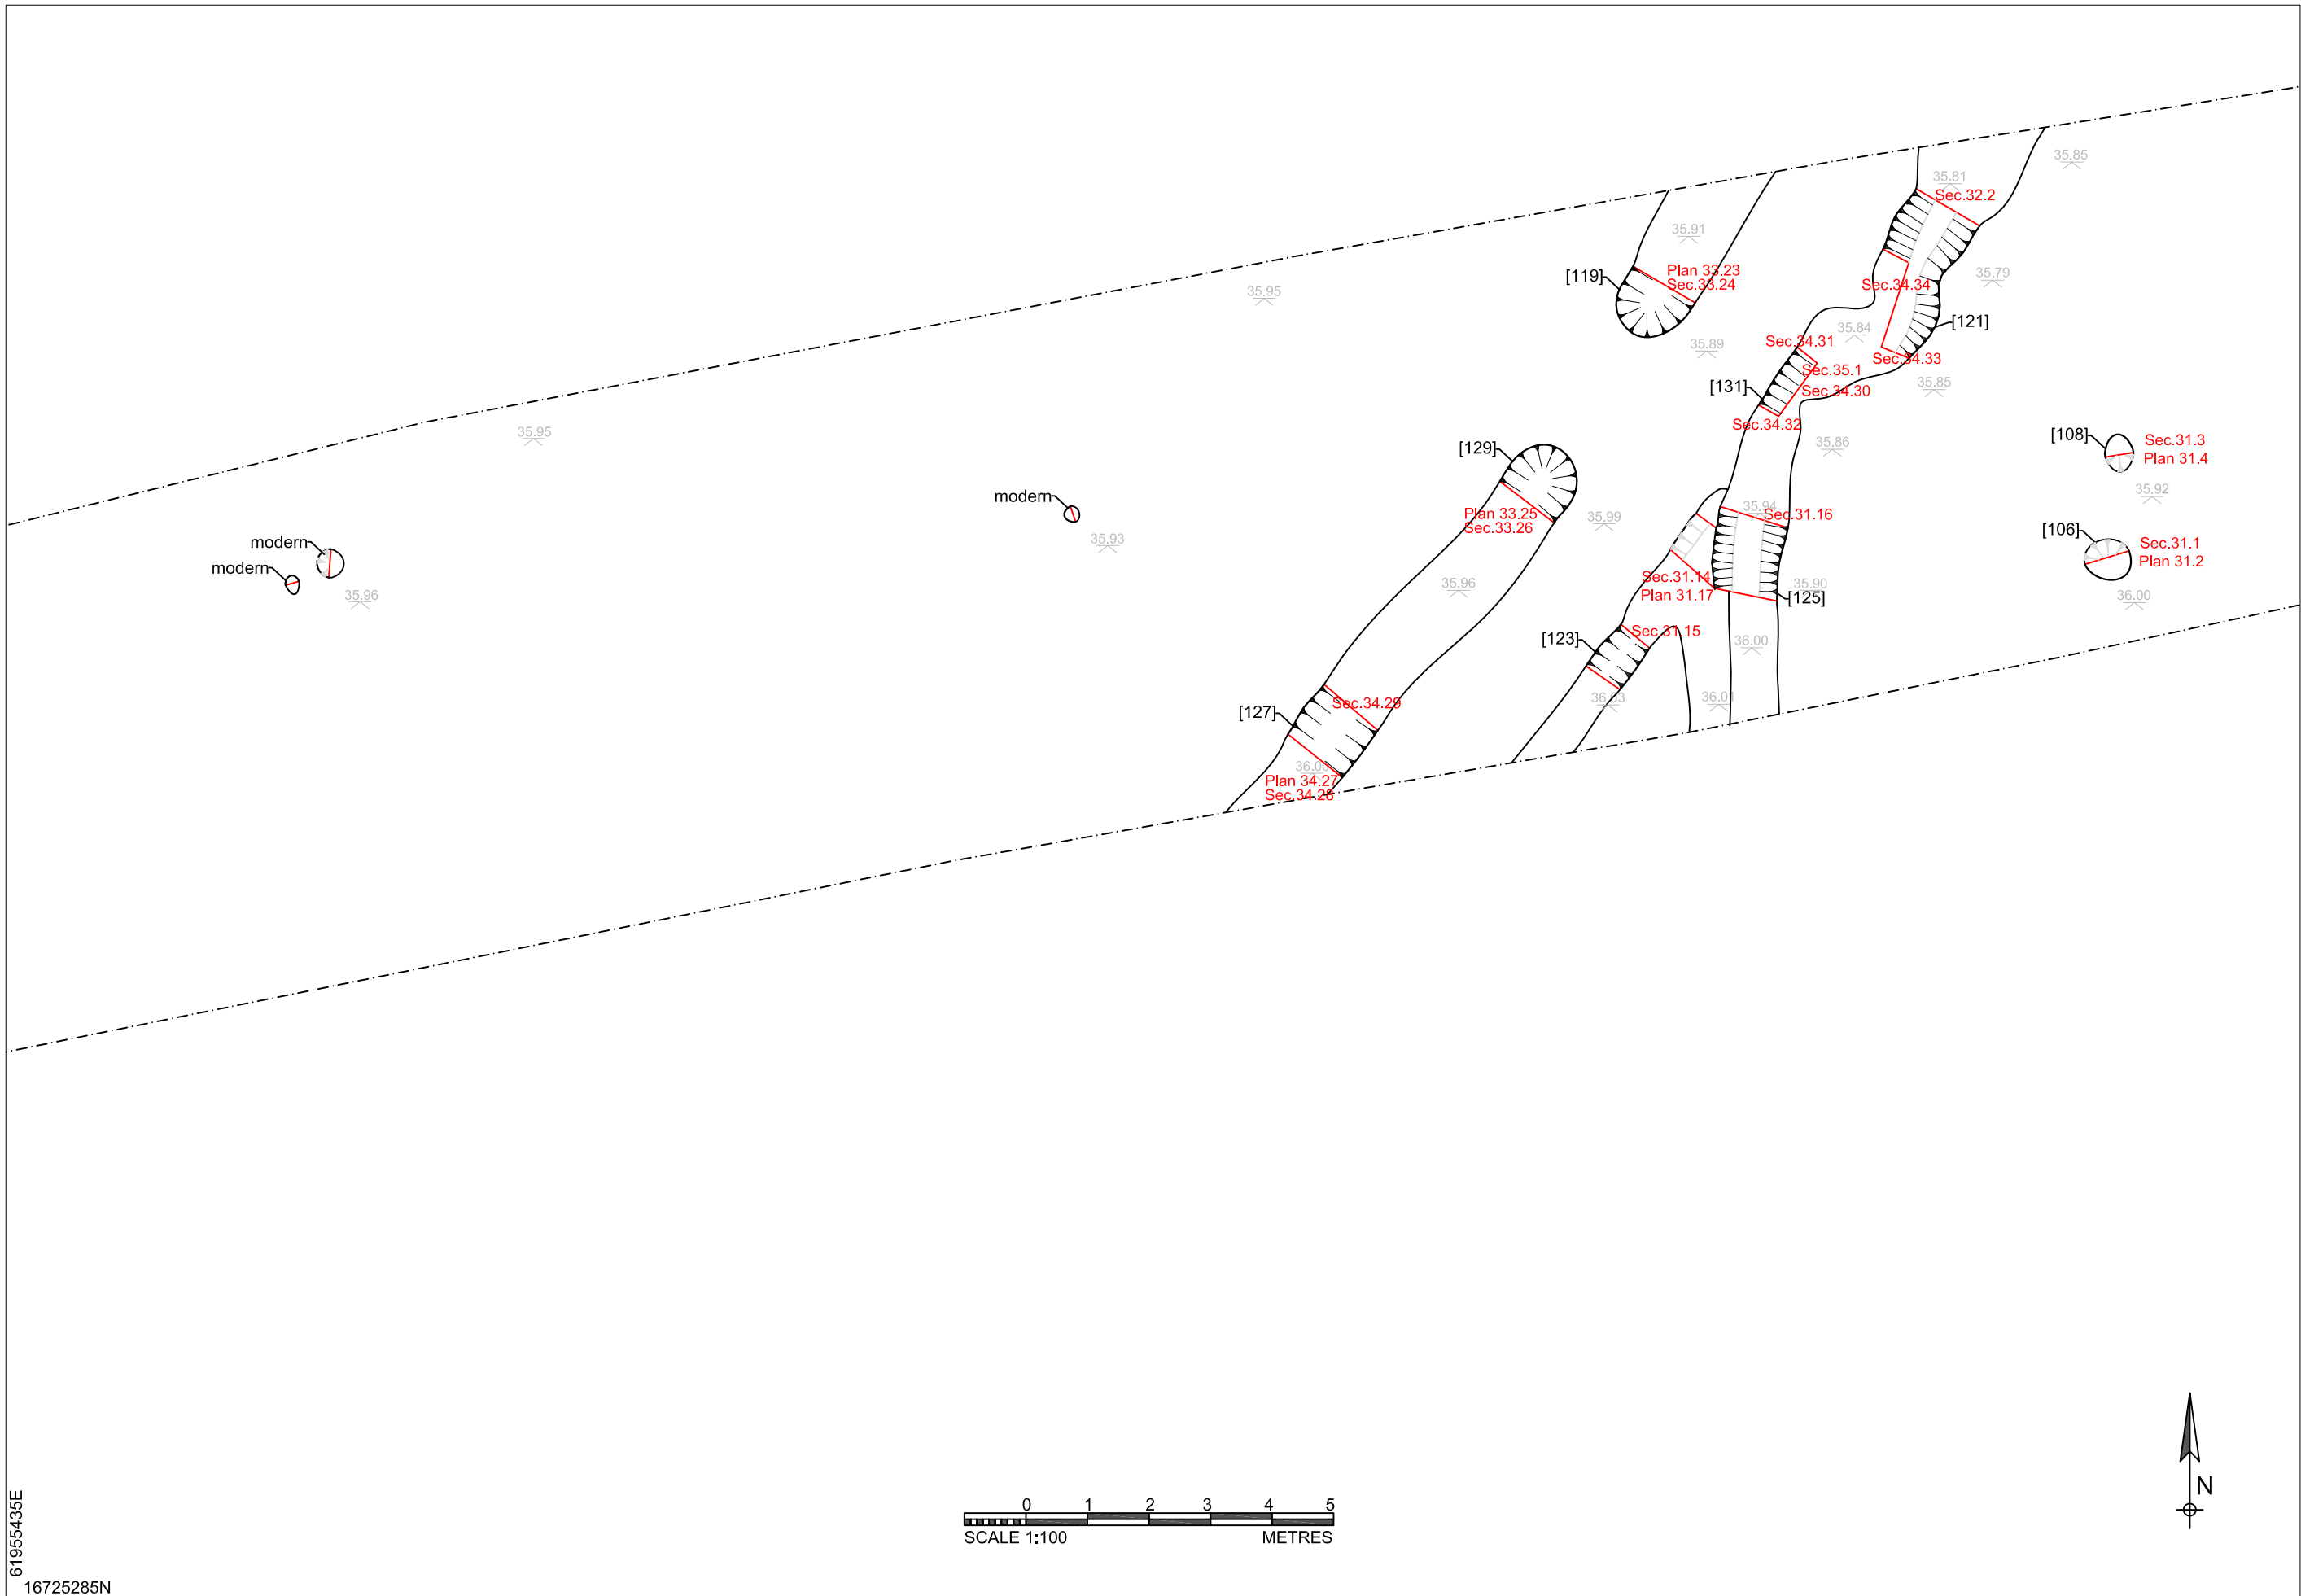 35.85
35.81
Sec.32.2
35.91
[119]
Plan 33.23
Sec.33.24
35.79
35.95
Sec.34.34
[121]
35.84
35.89
Sec.34.31
Sec.34.33
Sec.35.1
35.85
[131]
Sec.34.30
Sec.34.32
35.95
[108]
Sec.31.3
Plan 31.4
35.86
[129]
35.92
modern
Plan 33.25
Sec.33.26
35.99
35.94
Sec.31.16
35.93
[106]
Sec.31.1
Plan 31.2
modern
modern
35.96
35.96
Sec.31.14
Plan 31.17
35.90
[125]
36.00
[123]
Sec.31.15
36.00
36.03
36.01
[127]
Sec.34.29
36.00
Plan 34.27
Sec.34.28
N
0 1 2 3 4 5
SCALE 1:100 METRES
61955435E
16725285N